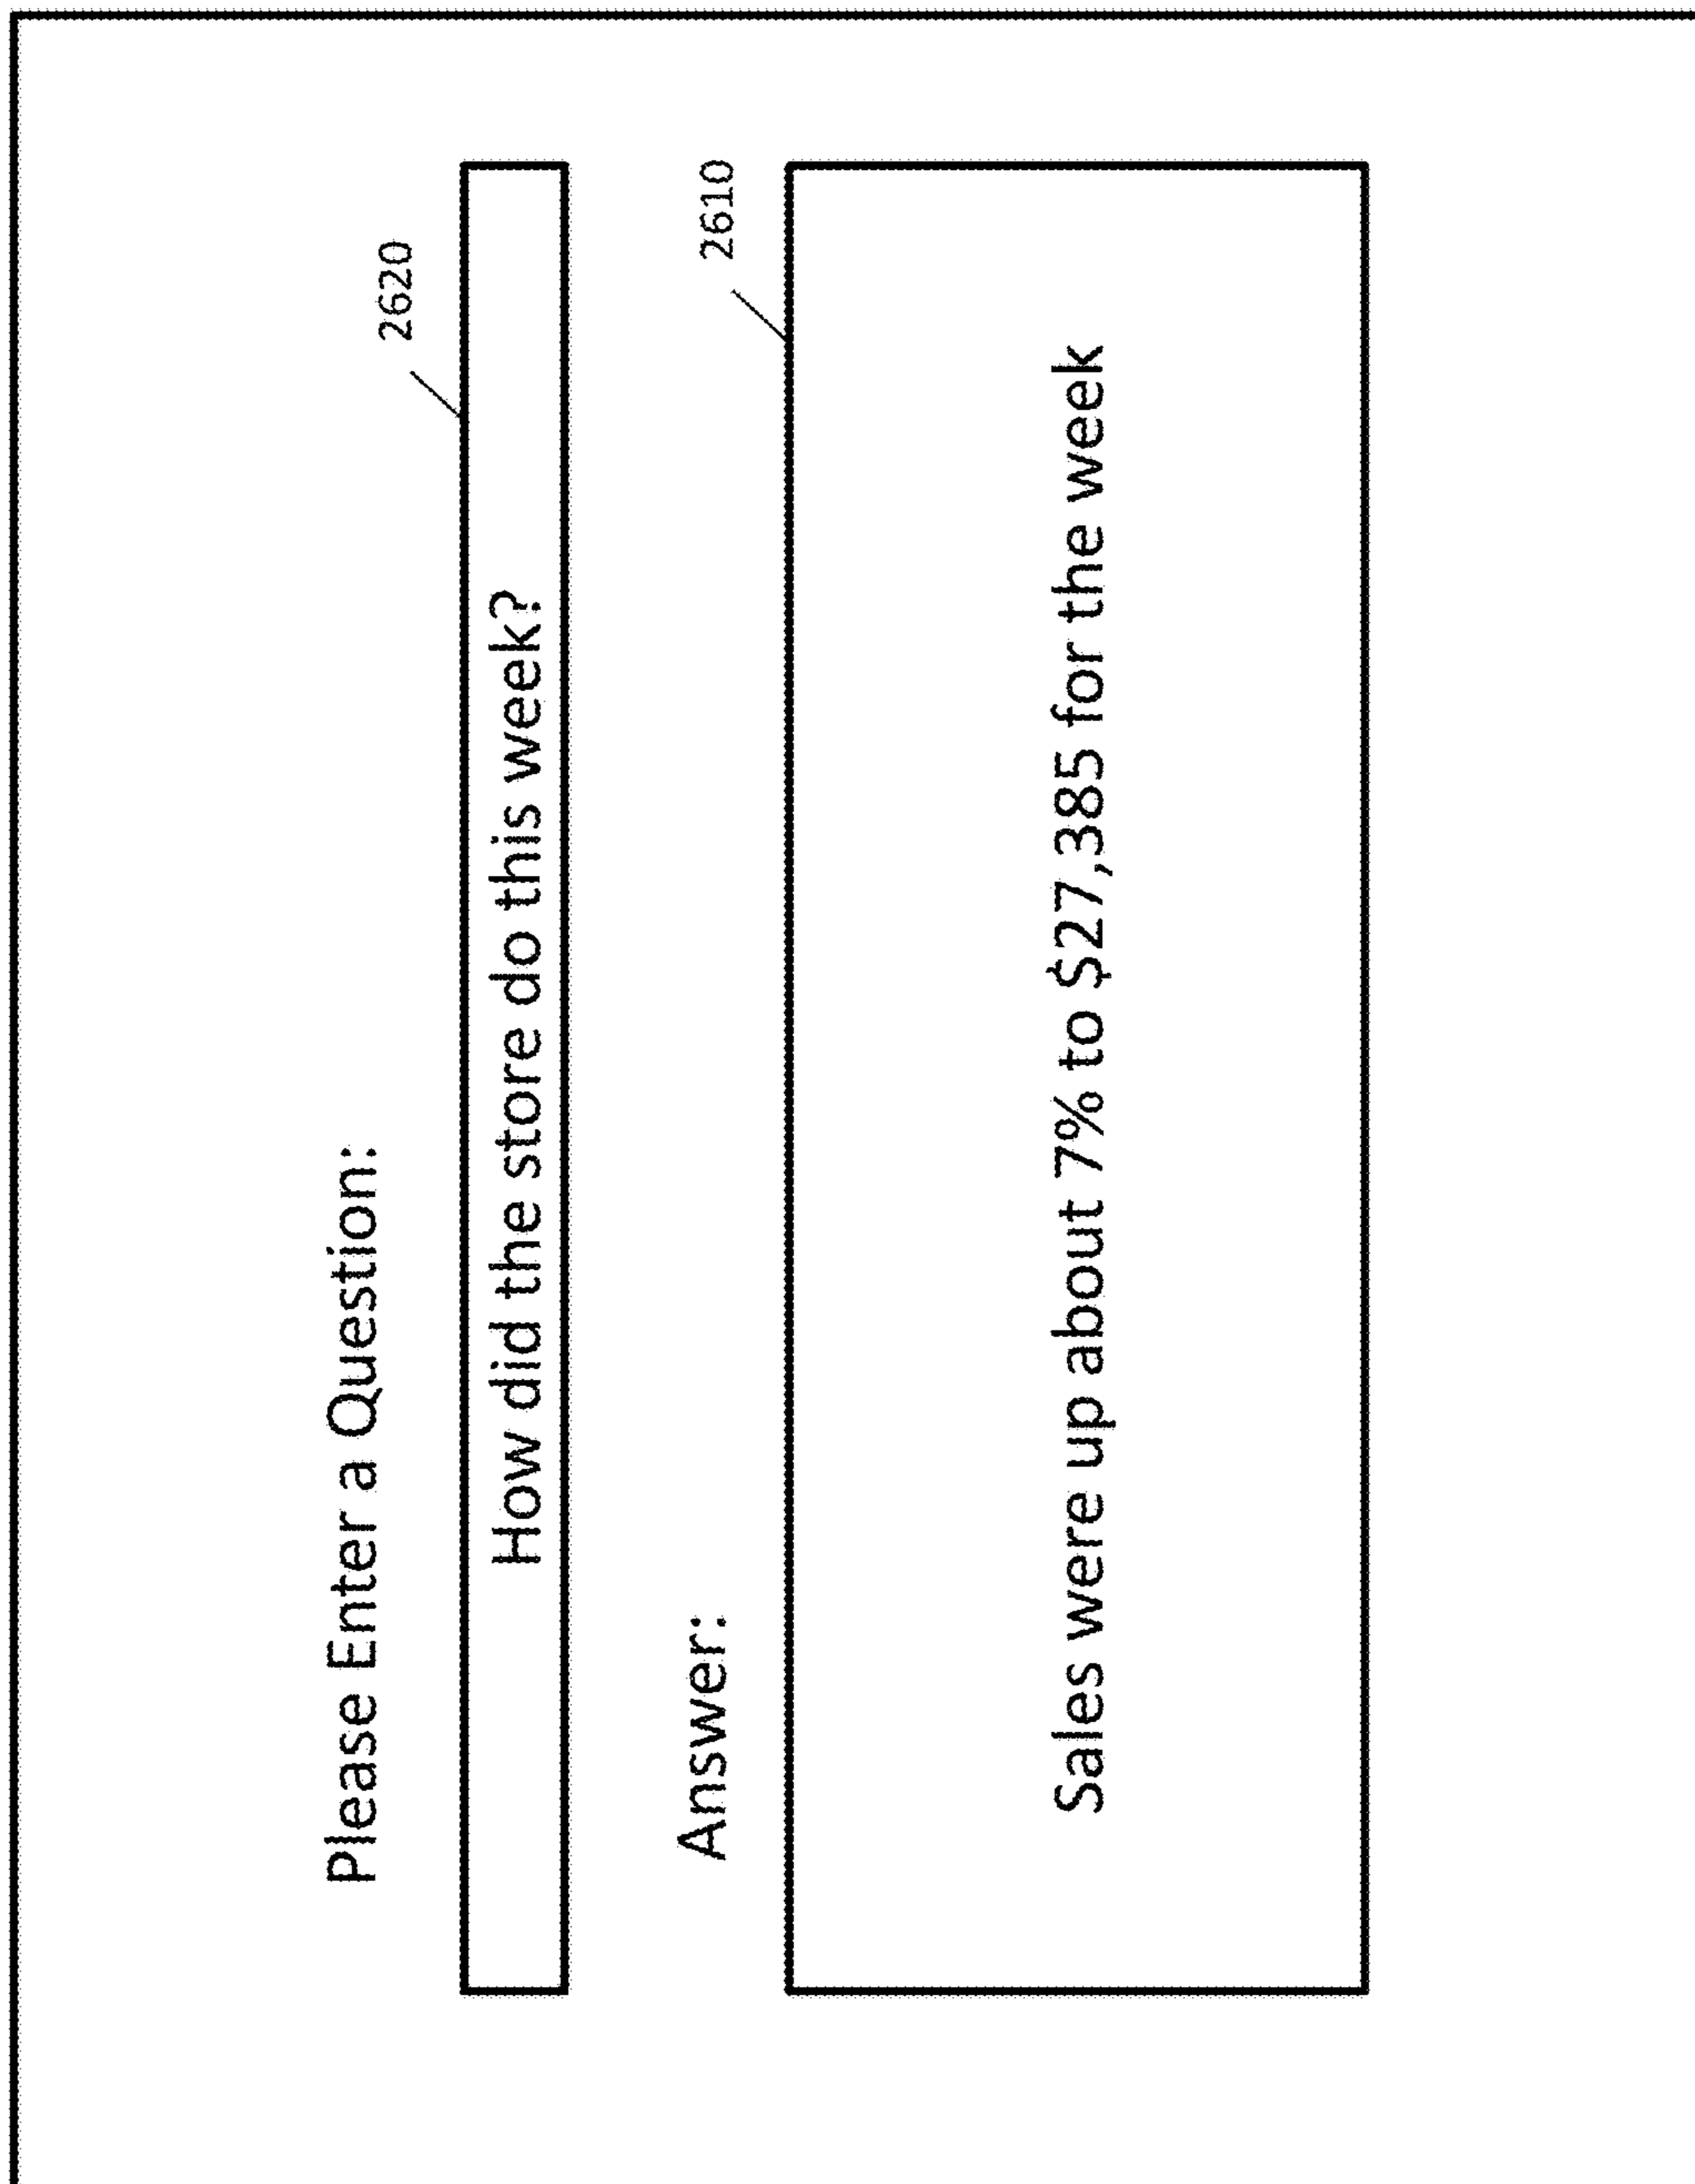 Please Enter a Question:
2620
How did the store do this week?
Answer:
2610
Sales were up about 7% to $27,385 for the week